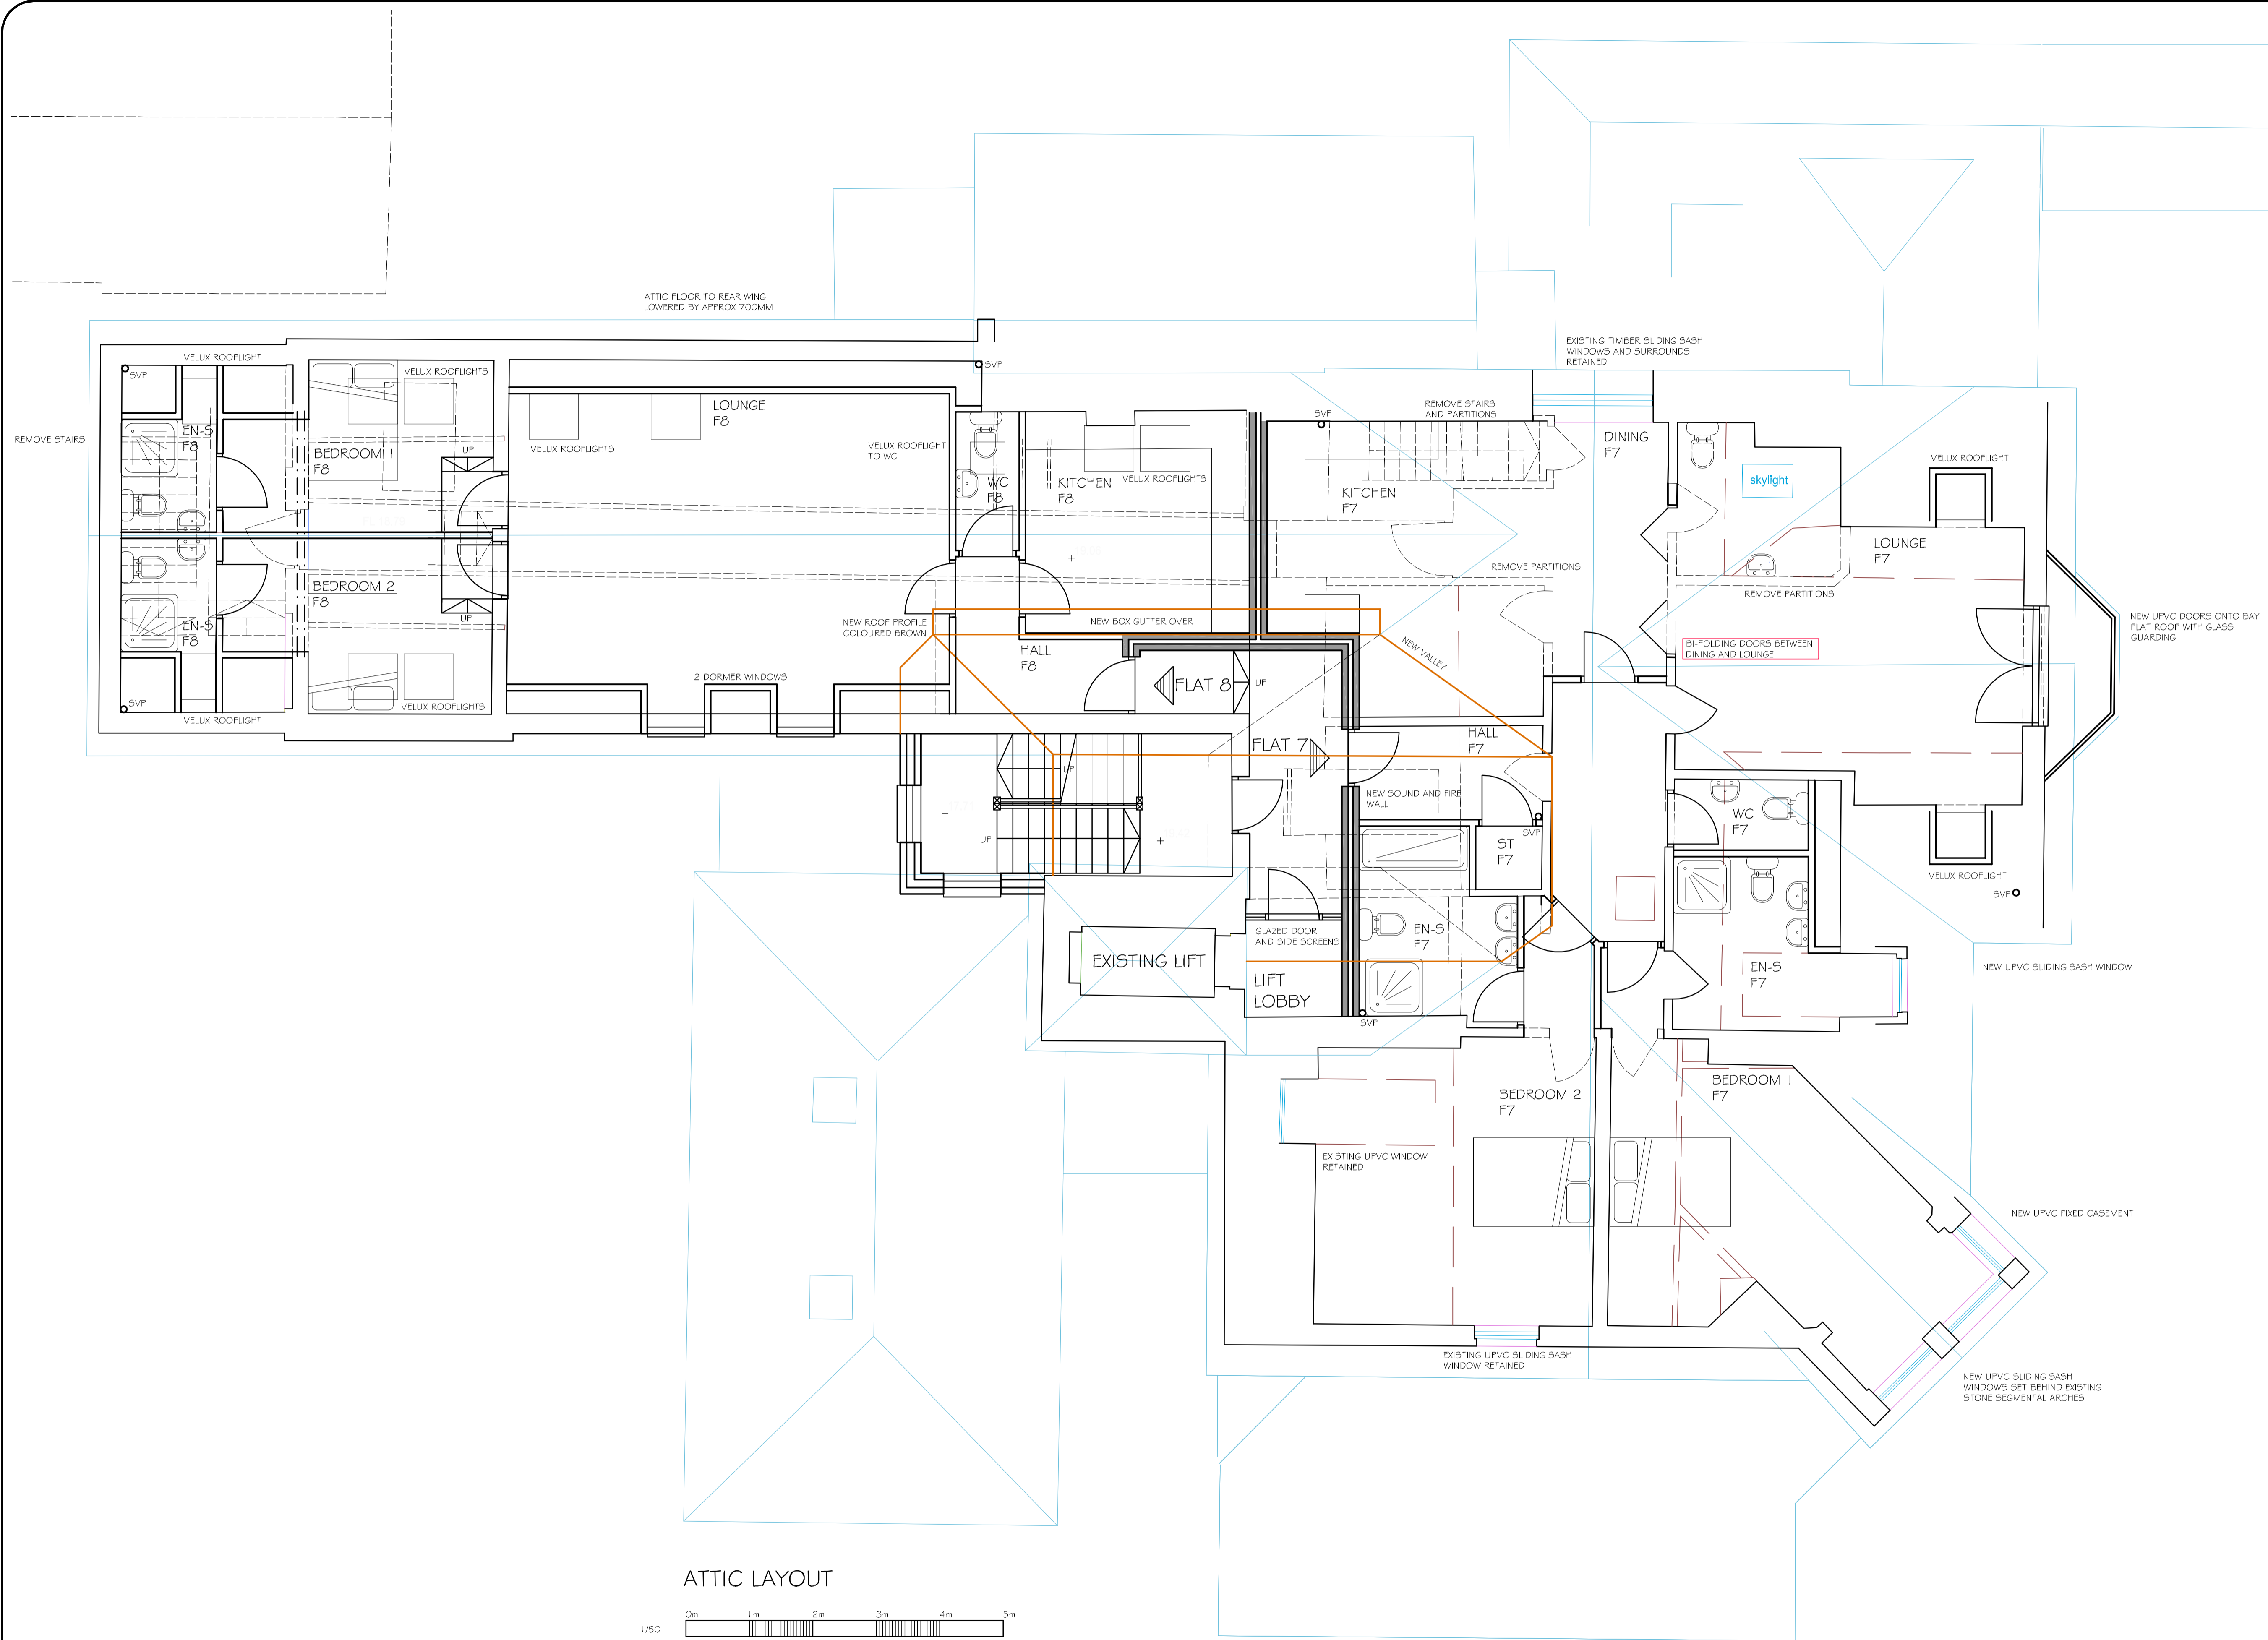 ATTIC FLOOR TO REAR WING
LOWERED BY APPROX 700MM
EXISTING TIMBER SLIDING SASH
WINDOWS AND SURROUNDS
RETAINED
VELUX ROOFLIGHT
SVP
VELUX ROOFLIGHTS
SVP
LOUNGE
F8
REMOVE STAIRS
AND PARTITIONS
SVP
REMOVE STAIRS
EN-S
F8
BEDROOM 1
F8
UP
VELUX ROOFLIGHTS
VELUX ROOFLIGHT
TO WC
WC
F8
KITCHEN
F8
VELUX ROOFLIGHTS
KITCHEN
F7
DINING
F7
skylight
VELUX ROOFLIGHT
LOUNGE
F7
REMOVE PARTITIONS
REMOVE PARTITIONS
BEDROOM 2
F8
UP
EN-S
F8
NEW ROOF PROFILE
COLOURED BROWN
NEW BOX GUTTER OVER
HALL
F8
NEW VALLEY
BI-FOLDING DOORS BETWEEN
DINING AND LOUNGE
NEW UPVC DOORS ONTO BAY
FLAT ROOF WITH GLASS
GUARDING
2 DORMER WINDOWS
FLAT 8
UP
SVP
VELUX ROOFLIGHT
VELUX ROOFLIGHTS
FLAT 7
HALL
F7
UP
NEW SOUND AND FIRE
WALL
UP
SVP
ST
F7
WC
F7
VELUX ROOFLIGHT
SVP
GLAZED DOOR
AND SIDE SCREENS
EN-S
F7
EXISTING LIFT
LIFT
LOBBY
SVP
EN-S
F7
NEW UPVC SLIDING SASH WINDOW
BEDROOM 2
F7
BEDROOM 1
F7
EXISTING UPVC WINDOW
RETAINED
NEW UPVC FIXED CASEMENT
EXISTING UPVC SLIDING SASH
WINDOW RETAINED
NEW UPVC SLIDING SASH
WINDOWS SET BEHIND EXISTING
STONE SEGMENTAL ARCHES
ATTIC LAYOUT
0m 1m 2m 3m 4m 5m
1/50